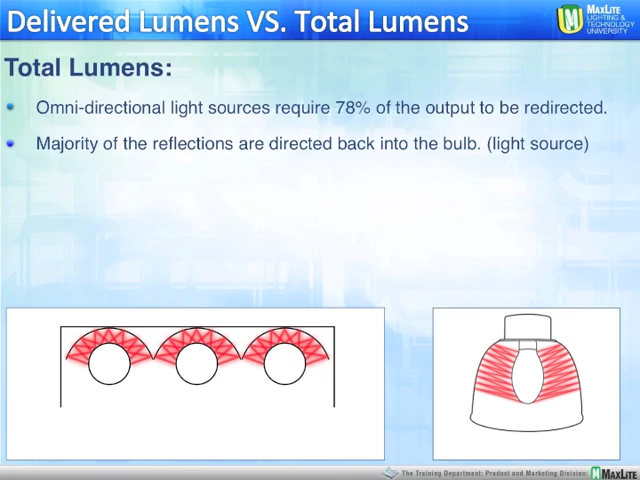 Delivered Lumens VS. Total Lumens
MAXLITE
LIGHTING &
TECHNOLOGY
UNIVERSITY
Total Lumens:
Omni-directional light sources require 78% of the output to be redirected.
Majority of the reflections are directed back into the bulb. (light source)
The Training Department: Product and Marketing Division:
MAXLITE